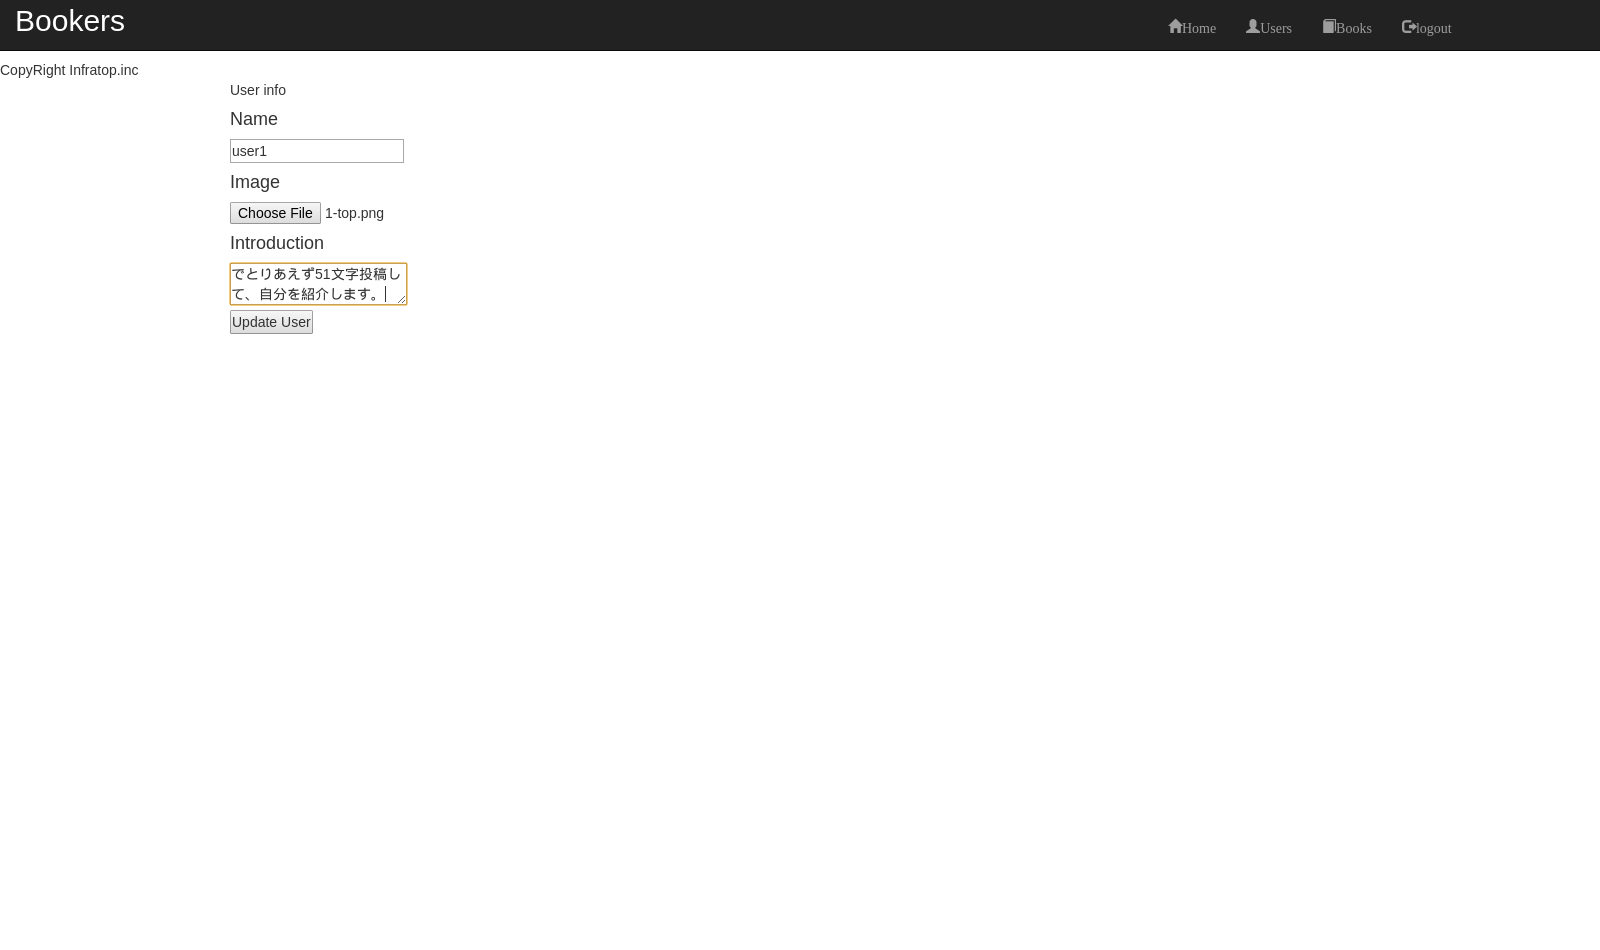 Bookers
Home
Users
Books
logout
CopyRight Infratop.inc
User info
Name
user1
Image
Choose File 1-top.png
Introduction
でとりあえず51文字投稿し
て、自分を紹介します。
Update User